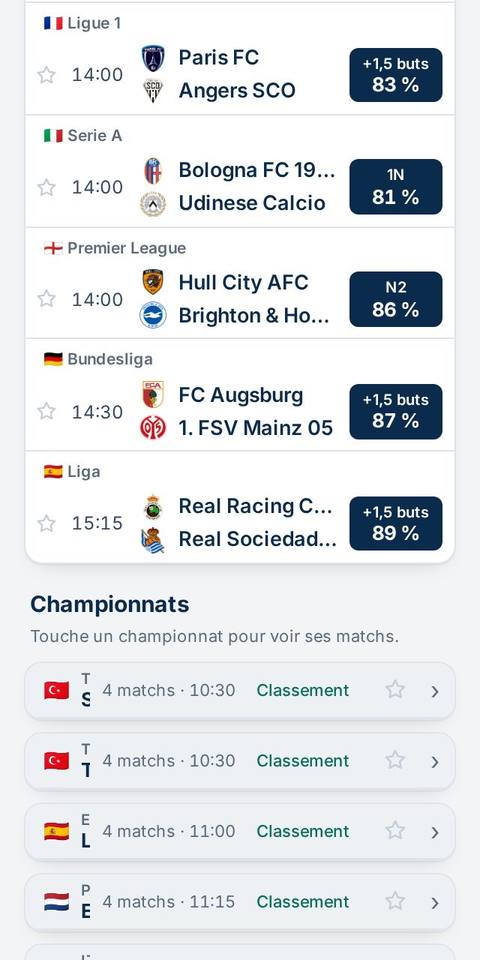 Ligue 1
14:00
Paris FC
Angers SCO
+1,5 buts
83 %
Serie A
14:00
Bologna FC 19...
Udinese Calcio
1N
81 %
Premier League
14:00
Hull City AFC
Brighton & Ho...
N2
86 %
Bundesliga
14:30
FC Augsburg
1. FSV Mainz 05
+1,5 buts
87 %
Liga
15:15
Real Racing C...
Real Sociedad...
+1,5 buts
89 %
Championnats
Touche un championnat pour voir ses matchs.
T
S
4 matchs · 10:30 Classement
T
T
4 matchs · 10:30 Classement
E
L
4 matchs · 11:00 Classement
P
E
4 matchs · 11:15 Classement